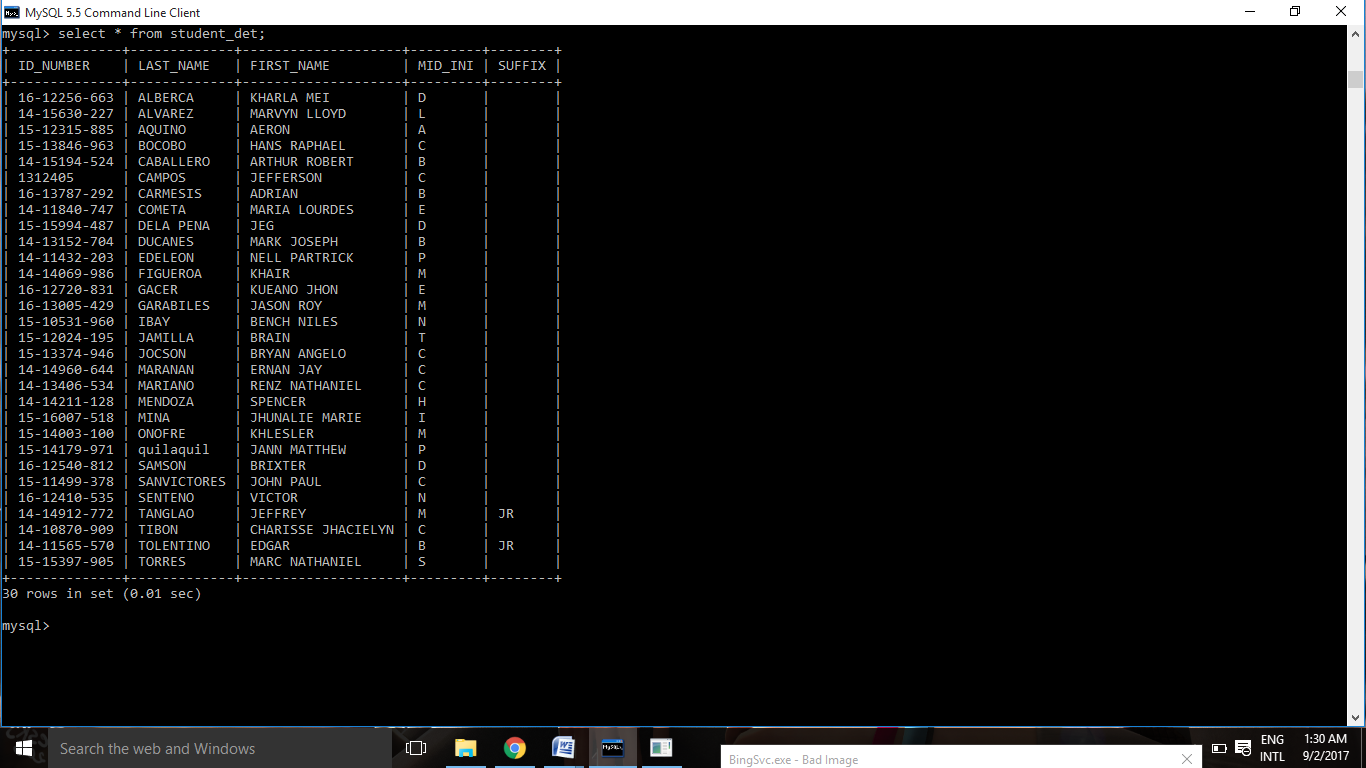 MySQL 5.5 Command Line Client
mysql> select * from student_det;
+--------------+-------------+--------------------+---------+--------+
| ID_NUMBER    | LAST_NAME   | FIRST_NAME         | MID_INI | SUFFIX |
+--------------+-------------+--------------------+---------+--------+
| 16-12256-663 | ALBERCA     | KHARLA MEI         | D       |        |
| 14-15630-227 | ALVAREZ     | MARVYN LLOYD       | L       |        |
| 15-12315-885 | AQUINO      | AERON              | A       |        |
| 15-13846-963 | BOCOBO      | HANS RAPHAEL       | C       |        |
| 14-15194-524 | CABALLERO   | ARTHUR ROBERT      | B       |        |
| 1312405      | CAMPOS      | JEFFERSON          | C       |        |
| 16-13787-292 | CARMESIS    | ADRIAN             | B       |        |
| 14-11840-747 | COMETA      | MARIA LOURDES      | E       |        |
| 15-15994-487 | DELA PENA   | JEG                | D       |        |
| 14-13152-704 | DUCANES     | MARK JOSEPH        | B       |        |
| 14-11432-203 | EDELEON     | NELL PARTRICK      | P       |        |
| 14-14069-986 | FIGUEROA    | KHAIR              | M       |        |
| 16-12720-831 | GACER       | KUEANO JHON        | E       |        |
| 16-13005-429 | GARABILES   | JASON ROY          | M       |        |
| 15-10531-960 | IBAY        | BENCH NILES        | N       |        |
| 15-12024-195 | JAMILLA     | BRAIN              | T       |        |
| 15-13374-946 | JOCSON      | BRYAN ANGELO       | C       |        |
| 14-14960-644 | MARANAN     | ERNAN JAY          | C       |        |
| 14-13406-534 | MARIANO     | RENZ NATHANIEL     | C       |        |
| 14-14211-128 | MENDOZA     | SPENCER            | H       |        |
| 15-16007-518 | MINA        | JHUNALIE MARIE     | I       |        |
| 15-14003-100 | ONOFRE      | KHLESLER           | M       |        |
| 15-14179-971 | quilaquil   | JANN MATTHEW       | P       |        |
| 16-12540-812 | SAMSON      | BRIXTER            | D       |        |
| 15-11499-378 | SANVICTORES | JOHN PAUL          | C       |        |
| 16-12410-535 | SENTENO     | VICTOR             | N       |        |
| 14-14912-772 | TANGLAO     | JEFFREY            | M       | JR     |
| 14-10870-909 | TIBON       | CHARISSE JHACIELYN | C       |        |
| 14-11565-570 | TOLENTINO   | EDGAR              | B       | JR     |
| 15-15397-905 | TORRES      | MARC NATHANIEL     | S       |        |
+--------------+-------------+--------------------+---------+--------+
30 rows in set (0.01 sec)
mysql>
Search the web and Windows
BingSvc.exe - Bad Image
ENG
INTL
1:30 AM
9/2/2017